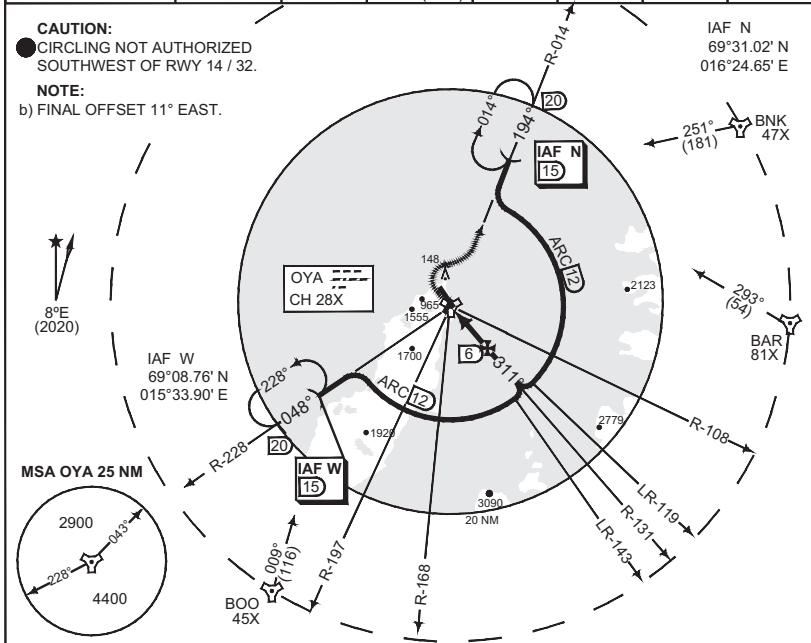 CAUTION:
CIRCLING NOT AUTHORIZED
SOUTHWEST OF RWY 14 / 32.
NOTE:
b) FINAL OFFSET 11° EAST.
IAF N
69°31.02' N
016°24.65' E
R-014
20
014°
194°
IAF N
15
251°
(181)
BNK
47X
ARC 12
148
OYA
CH 28X
965
1555
2123
8ºE
(2020)
293°
(54)
BAR
81X
IAF W
69°08.76' N
015°33.90' E
1700
6
311°
228°
048°
ARC 12
1920
2779
R-108
20
R-228
IAF W
15
3090
20 NM
LR-119
R-131
LR-143
MSA OYA 25 NM
2900
043°
228°
4400
009°
(116)
R-197
R-168
BOO
45X